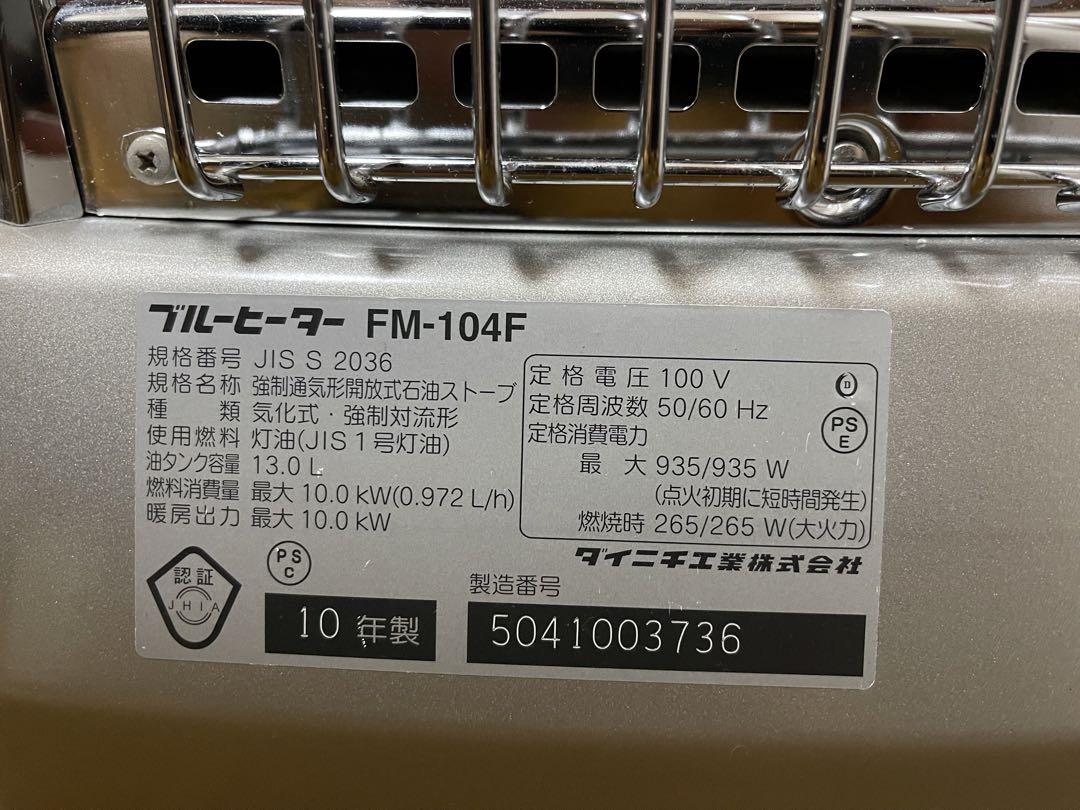 ブルーヒーター FM-104F
規格番号 JIS S 2036
規格名称 強制通気形開放式石油ストーブ
種類 気化式・強制対流形
使用燃料 灯油(JIS1号灯油)
油タンク容量 13.0 L
燃料消費量 最大 10.0 kW(0.972 L/h)
暖房出力 最大 10.0 kW
定格電圧 100 V
定格周波数 50/60 Hz
定格消費電力
最大 935/935 W
(点火初期に短時間発生)
燃焼時 265/265 W(大火力)
D
PS
E
ダイニチ工業株式会社
認証
JHIA
PS
C
10 年製
製造番号
5041003736